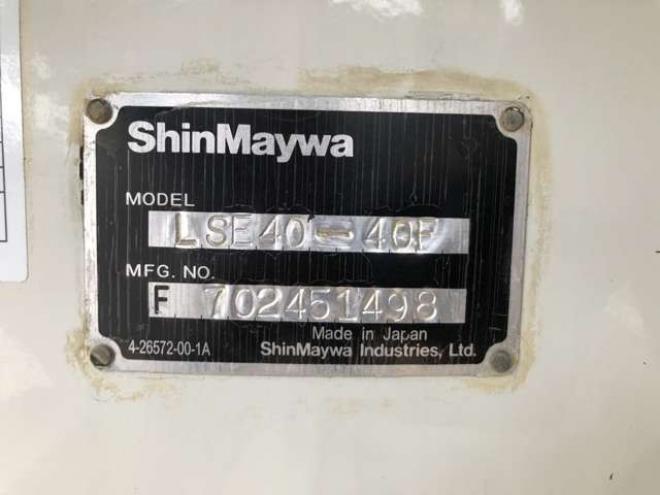 ShinMaywa
MODEL
LSE40-40F
MFG. NO.
F 702451498
Made in Japan
4-26572-00-1A ShinMaywa Industries, Ltd.